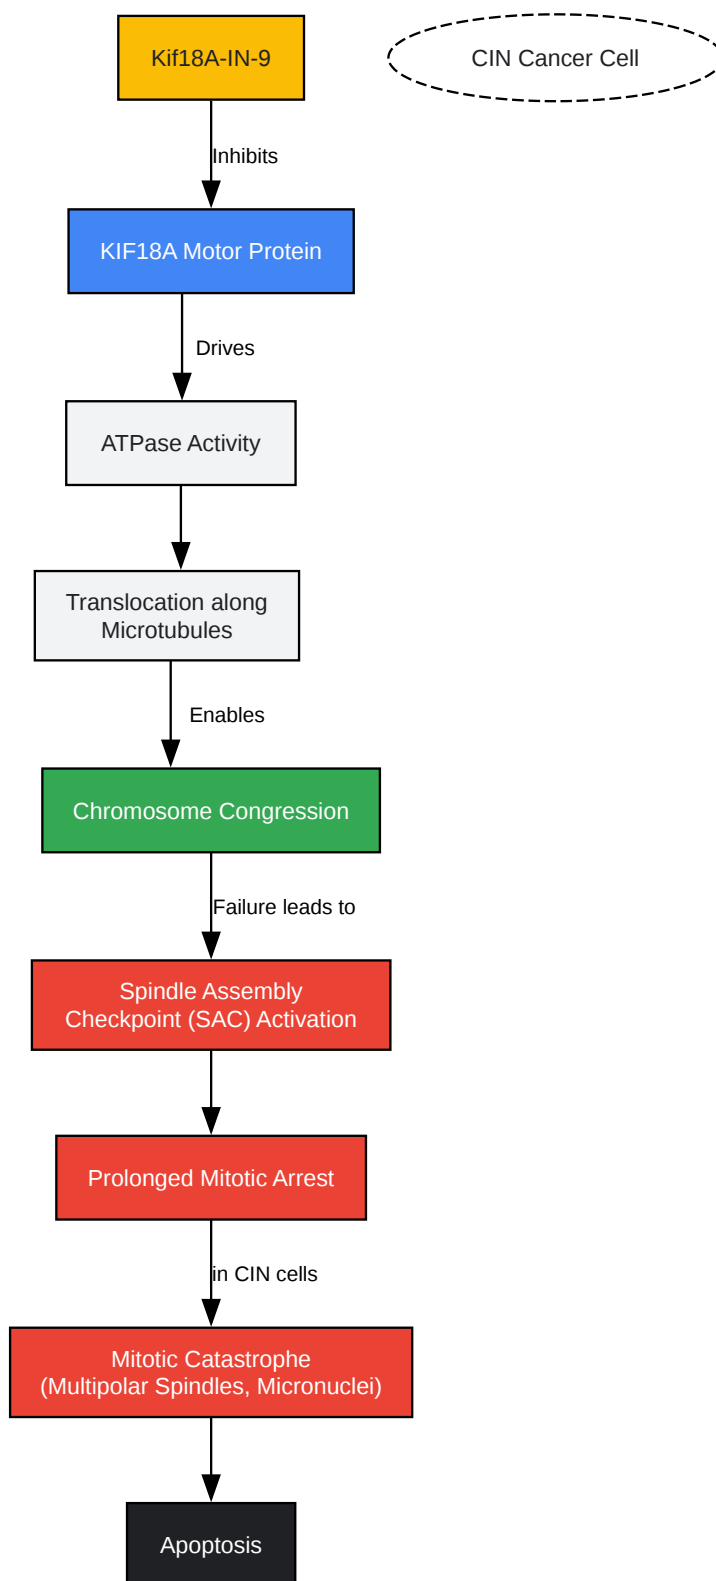 Kif18A-IN-9
CIN Cancer Cell
Inhibits
KIF18A Motor Protein
Drives
ATPase Activity
Translocation along
Microtubules
Enables
Chromosome Congression
Failure leads to
Spindle Assembly
Checkpoint (SAC) Activation
Prolonged Mitotic Arrest
in CIN cells
Mitotic Catastrophe
(Multipolar Spindles, Micronuclei)
Apoptosis